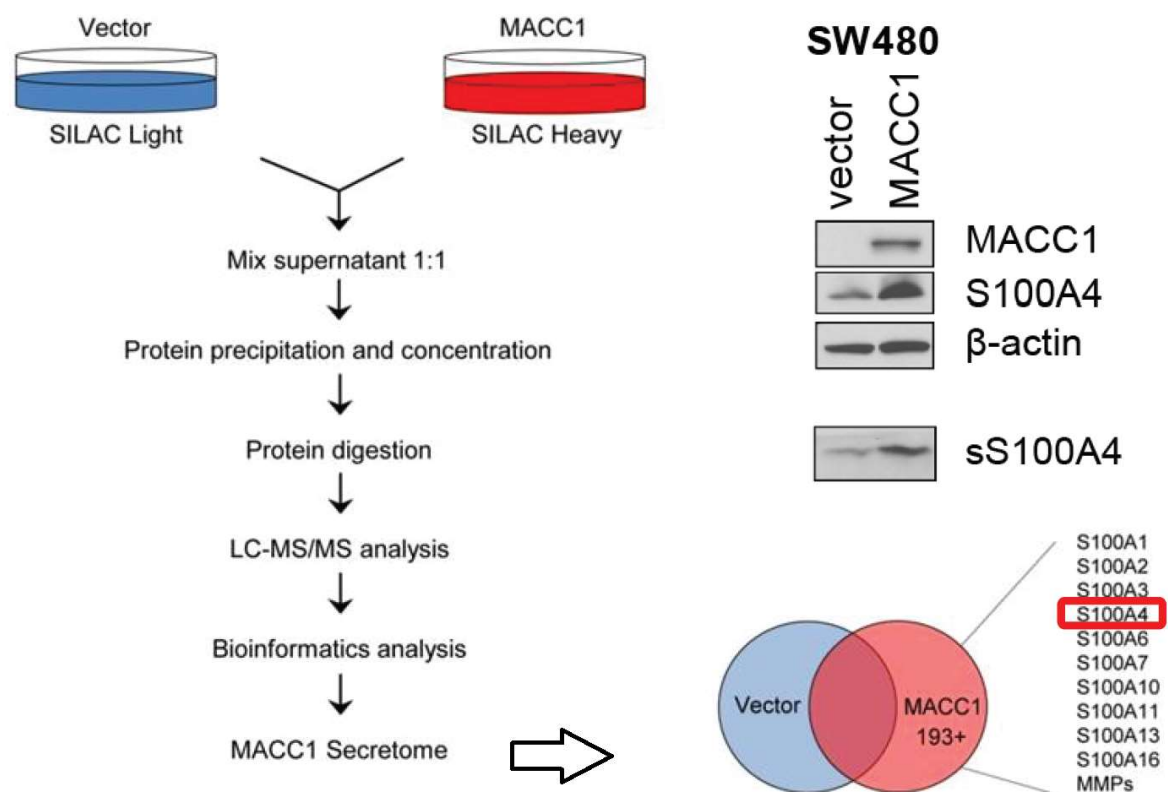 Vector
SILAC Light
MACC1
SILAC Heavy
Mix supernatant 1:1
Protein precipitation and concentration
Protein digestion
LC-MS/MS analysis
Bioinformatics analysis
MACC1 Secretome
SW480
vector
MACC1
MACC1
S100A4
β-actin
sS100A4
Vector
MACC1
193+
S100A1
S100A2
S100A3
S100A4
S100A6
S100A7
S100A10
S100A11
S100A13
S100A16
MMPs